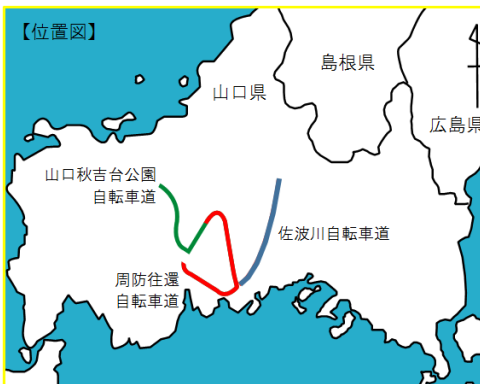 【位置図】
島根県
山口県
広島県
山口秋吉台公園
自転車道
佐波川自転車道
周防往還
自転車道